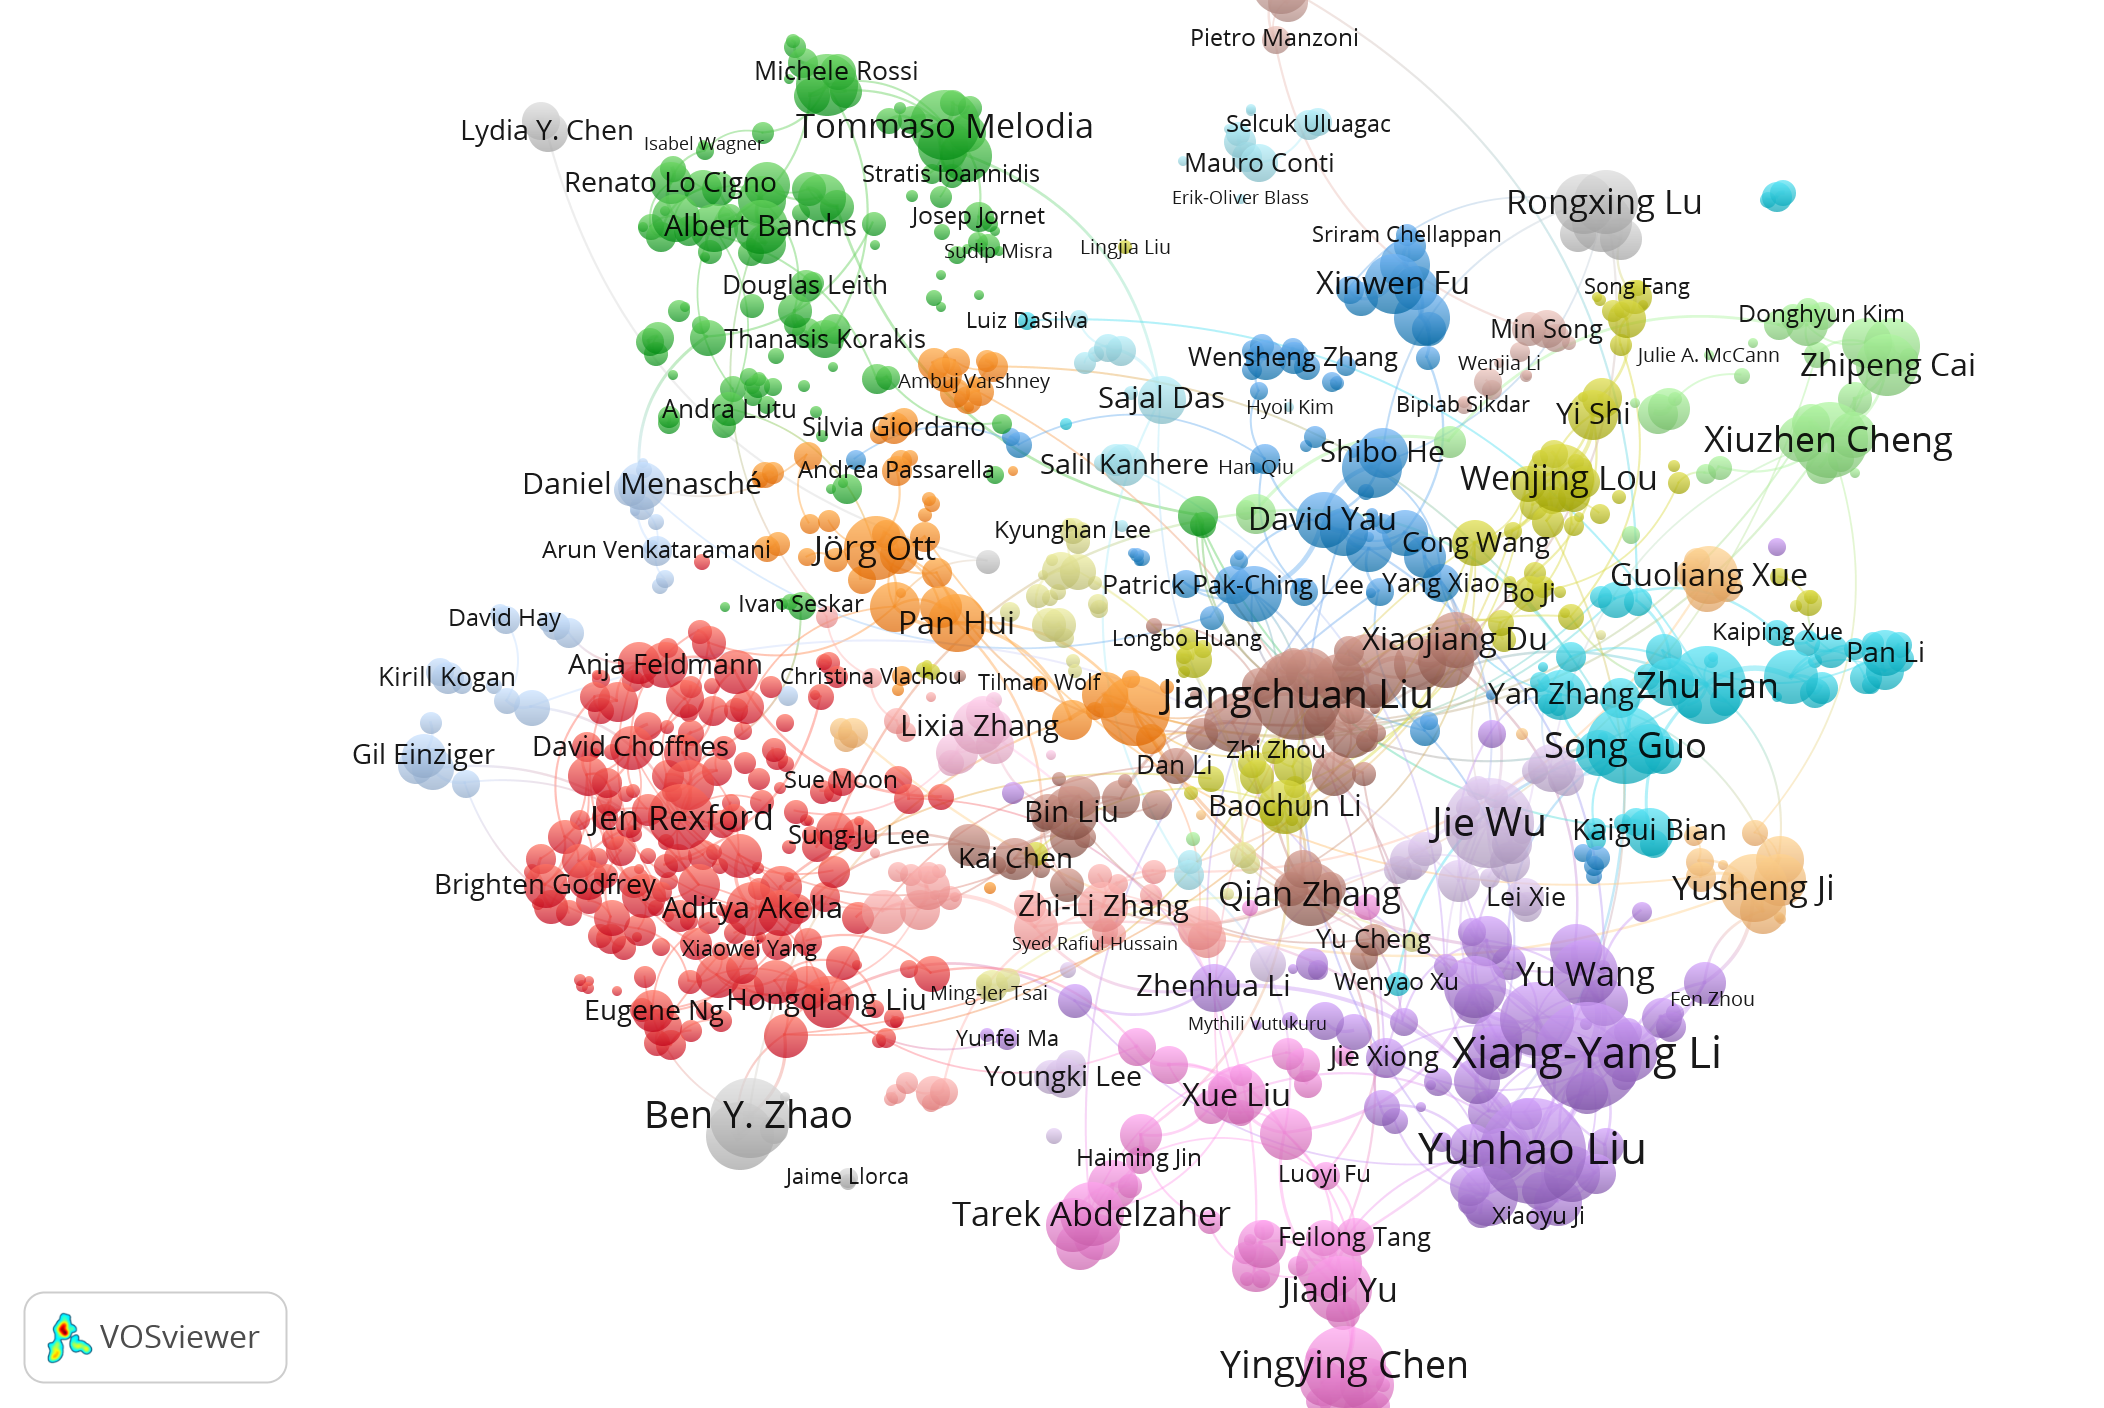 Pietro Manzoni
Michele Rossi
Tommaso Melodia
Selcuk Uluagac
Lydia Y. Chen
Isabel Wagner
Mauro Conti
Stratis Ioannidis
Renato Lo Cigno
Erik-Oliver Blass
Rongxing Lu
Josep Jornet
Albert Banchs
Sriram Chellappan
Sudip Misra
Lingjia Liu
Douglas Leith
Xinwen Fu
Song Fang
Donghyun Kim
Luiz DaSilva
Min Song
Thanasis Korakis
Wensheng Zhang
Julie A. McCann
Wenjia Li
Zhipeng Cai
Ambuj Varshney
Sajal Das
Hyoil Kim
Biplab Sikdar
Andra Lutu
Yi Shi
Silvia Giordano
Xiuzhen Cheng
Shibo He
Andrea Passarella
Salil Kanhere
Han Qiu
Daniel Menasché
Wenjing Lou
David Yau
Kyunghan Lee
Cong Wang
Arun Venkataramani
Jörg Ott
Guoliang Xue
Patrick Pak-Ching Lee
Yang Xiao
Bo Ji
Ivan Seskar
David Hay
Pan Hui
Longbo Huang
Xiaojiang Du
Kaiping Xue
Pan Li
Anja Feldmann
Kirill Kogan
Christina Vlachou
Tilman Wolf
Jiangchuan Liu
Yan Zhang
Zhu Han
Lixia Zhang
David Choffnes
Gil Einziger
Zhi Zhou
Song Guo
Dan Li
Sue Moon
Baochun Li
Bin Liu
Jen Rexford
Jie Wu
Kaigui Bian
Sung-Ju Lee
Kai Chen
Brighten Godfrey
Qian Zhang
Lei Xie
Yusheng Ji
Aditya Akella
Zhi-Li Zhang
Xiaowei Yang
Syed Rafiul Hussain
Yu Cheng
Yu Wang
Zhenhua Li
Wenyao Xu
Ming-Jer Tsai
Hongqiang Liu
Fen Zhou
Eugene Ng
Mythili Vutukuru
Yunfei Ma
Jie Xiong
Xiang-Yang Li
Youngki Lee
Xue Liu
Ben Y. Zhao
Yunhao Liu
Haiming Jin
Jaime Llorca
Luoyi Fu
Tarek Abdelzaher
Xiaoyu Ji
Feilong Tang
Jiadi Yu
VOSviewer
Yingying Chen